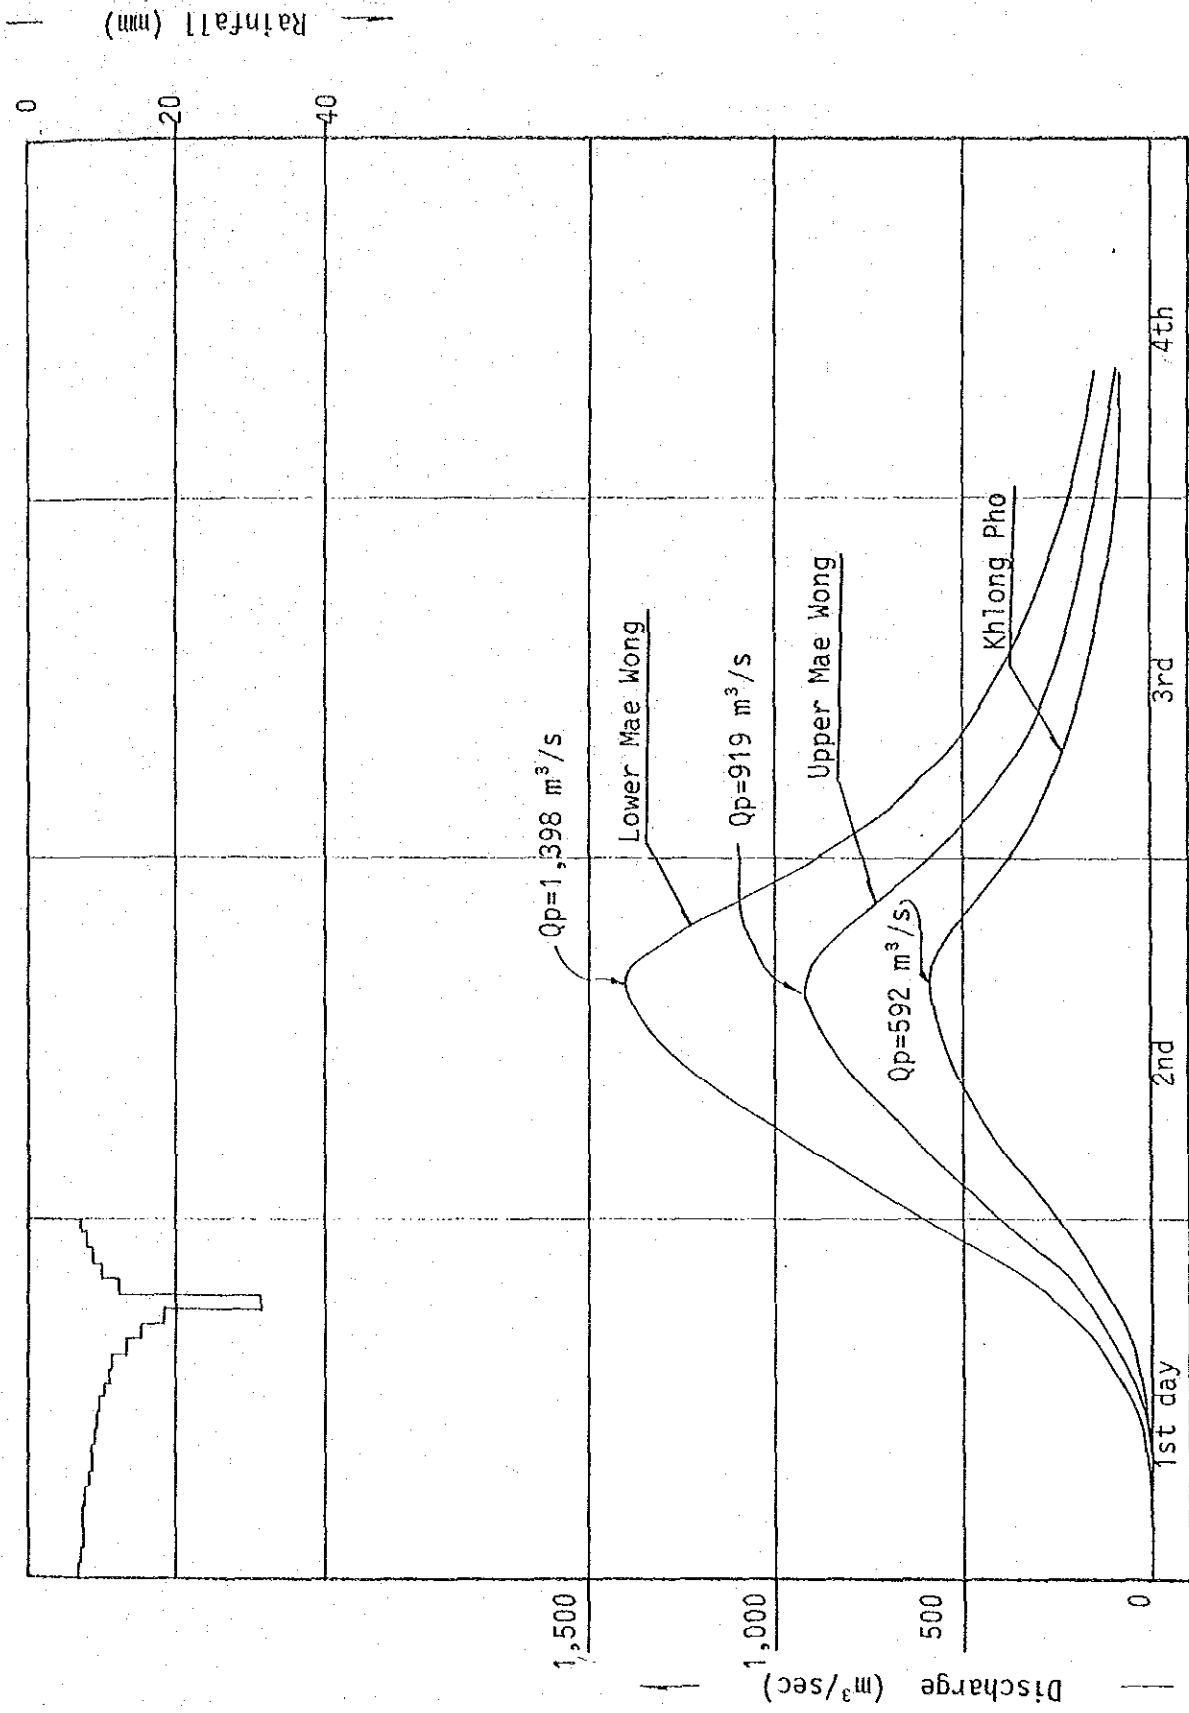 Rainfall (mm)
0
20
40
Qp=1,398 m³/s
Lower Mae Wong
Qp=919 m³/s
Upper Mae Wong
Qp=592 m³/s
Khlong Pho
1,500
1,000
500
0
Discharge (m³/sec)
1st day
2nd
3rd
4th